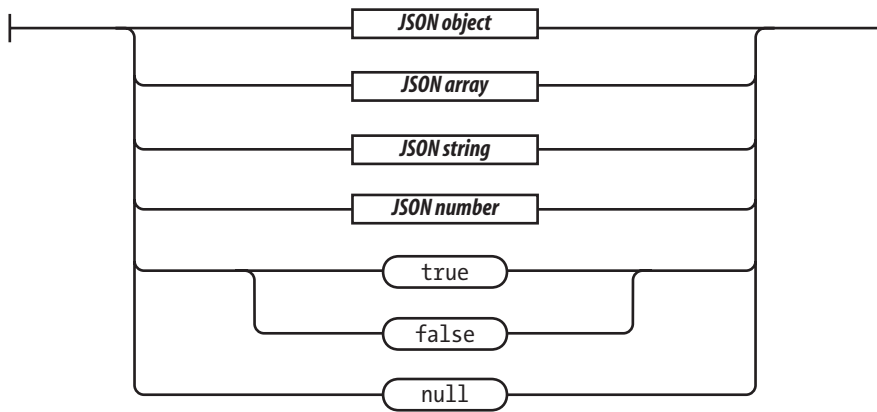 JSON object
JSON array
JSON string
JSON number
true
false
null